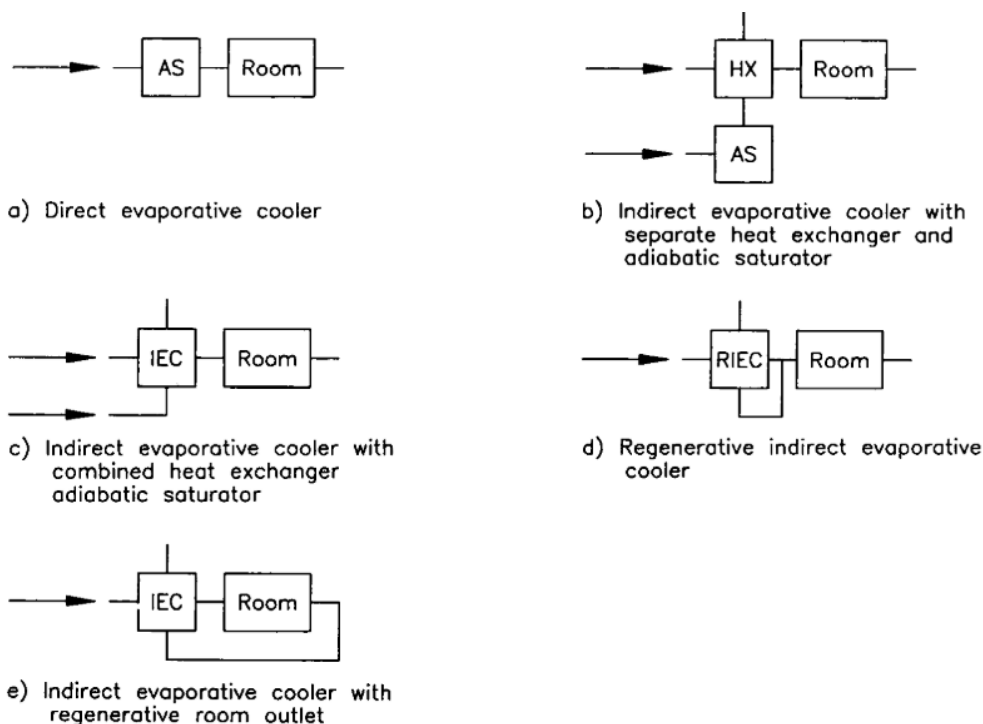 AS
Room
a) Direct evaporative cooler
HX
Room
AS
b) Indirect evaporative cooler with
separate heat exchanger and
adiabatic saturator
IEC
Room
c) Indirect evaporative cooler with
combined heat exchanger
adiabatic saturator
RIEC
Room
d) Regenerative indirect evaporative
cooler
IEC
Room
e) Indirect evaporative cooler with
regenerative room outlet